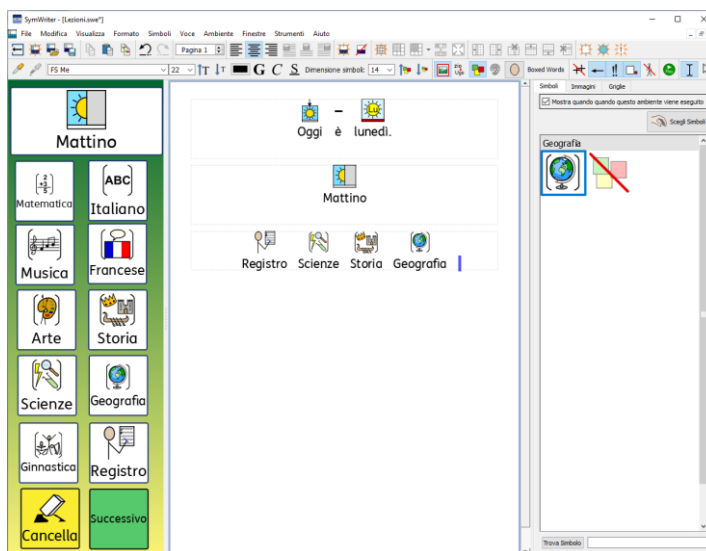 SymWriter - [Lezioni.swe*]
File Modifica Visualizza Formato Simboli Voce Ambiente Finestre Strumenti Aiuto
Pagina 1
FS Me 22 T T G C S Dimensione simboli: 14 Zip Up Boxed Words
Mattino
Matematica
ABC
Italiano
Musica
Francese
Arte
Storia
Scienze
Geografia
Ginnastica
Registro
Cancella
Successivo
Lu
Oggi è lunedì.
Mattino
Registro Scienze Storia Geografia
Simboli Immagini Griglie
Mostra quando quando questo ambiente viene eseguito
Scegli Simboli
Geografia
Trova Simbolo